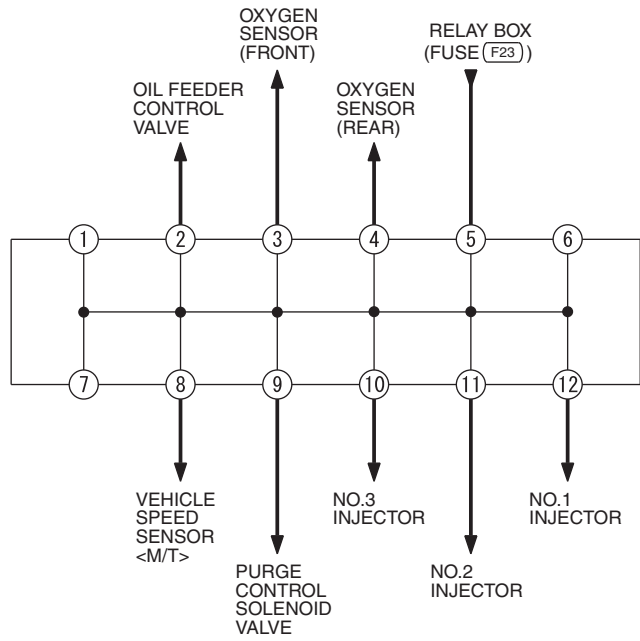 OXYGEN
SENSOR
(FRONT)
RELAY BOX
(FUSE F23 )
OIL FEEDER
CONTROL
VALVE
OXYGEN
SENSOR
(REAR)
1 2 3 4 5 6
7 8 9 10 11 12
VEHICLE
SPEED
SENSOR
<M/T>
NO.3
INJECTOR
NO.1
INJECTOR
PURGE
CONTROL
SOLENOID
VALVE
NO.2
INJECTOR